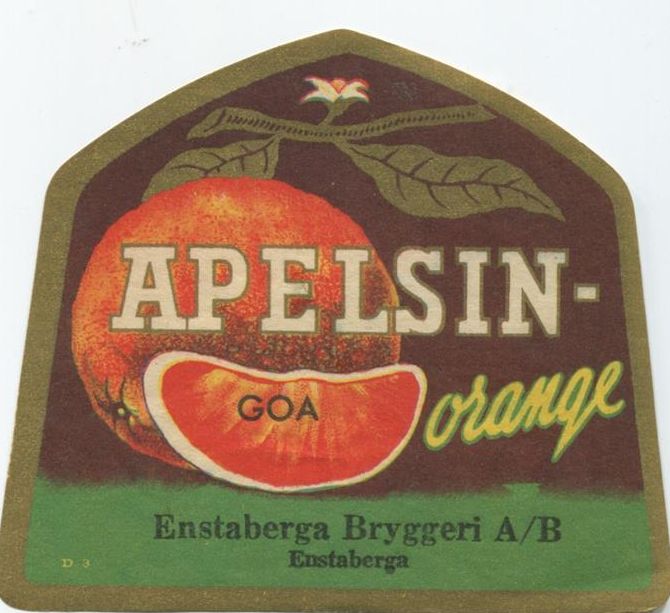 APELSIN-
GOA
orange
Enstaberga Bryggeri A/B
Enstaberga
D 3